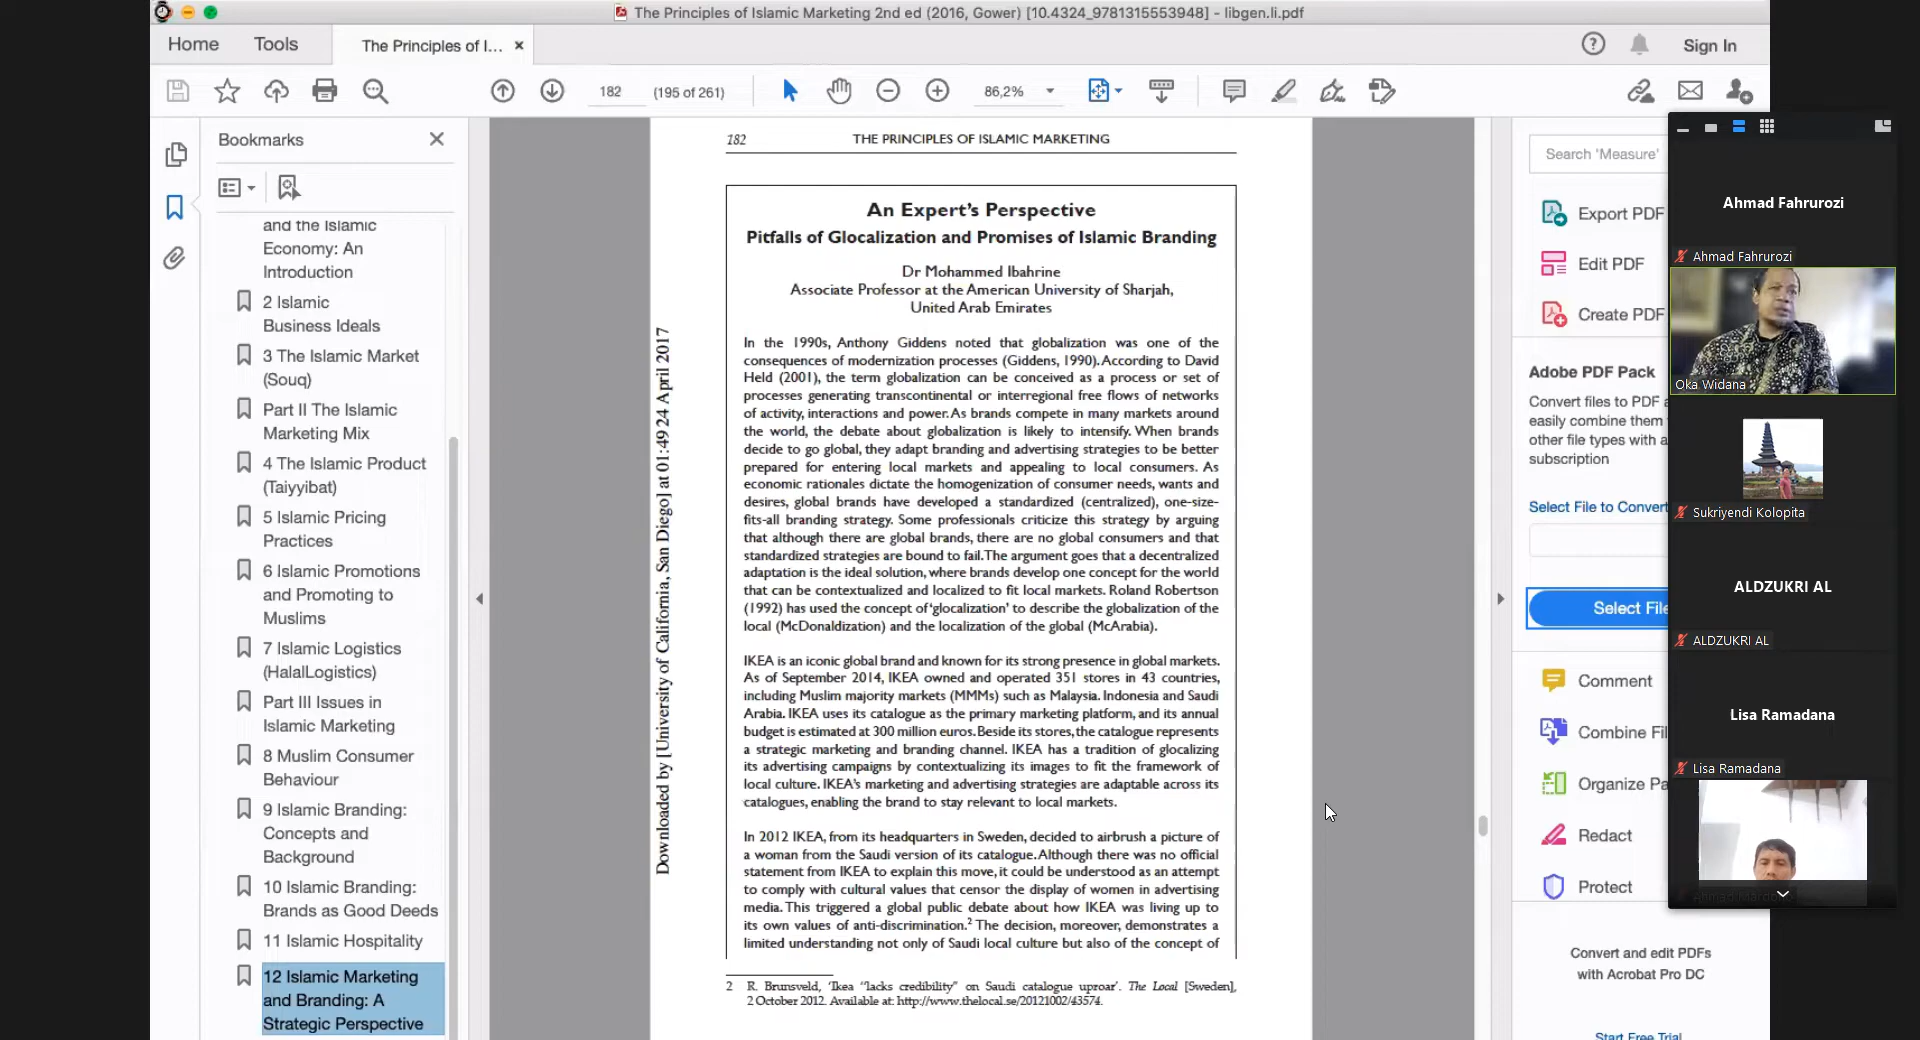 The Principles of Islamic Marketing 2nd ed (2016, Gower) [10.4324_9781315553948] - libgen.li.pdf
Home Tools The Principles of I... × Sign In
182 (195 of 261) 86,2%
Bookmarks
and the Islamic
Economy: An
Introduction
2 Islamic
Business Ideals
3 The Islamic Market
(Souq)
Part II The Islamic
Marketing Mix
4 The Islamic Product
(Taiyyibat)
5 Islamic Pricing
Practices
6 Islamic Promotions
and Promoting to
Muslims
7 Islamic Logistics
(HalalLogistics)
Part III Issues in
Islamic Marketing
8 Muslim Consumer
Behaviour
9 Islamic Branding:
Concepts and
Background
10 Islamic Branding:
Brands as Good Deeds
11 Islamic Hospitality
12 Islamic Marketing
and Branding: A
Strategic Perspective
Downloaded by [University of California, San Diego] at 01:49 24 April 2017
182 THE PRINCIPLES OF ISLAMIC MARKETING
An Expert's Perspective
Pitfalls of Glocalization and Promises of Islamic Branding
Dr Mohammed Ibahrine
Associate Professor at the American University of Sharjah,
United Arab Emirates
In the 1990s, Anthony Giddens noted that globalization was one of the
consequences of modernization processes (Giddens, 1990). According to David
Held (2001), the term globalization can be conceived as a process or set of
processes generating transcontinental or interregional free flows of networks
of activity, interactions and power. As brands compete in many markets around
the world, the debate about globalization is likely to intensify. When brands
decide to go global, they adapt branding and advertising strategies to be better
prepared for entering local markets and appealing to local consumers. As
economic rationales dictate the homogenization of consumer needs, wants and
desires, global brands have developed a standardized (centralized), one-size-
fits-all branding strategy. Some professionals criticize this strategy by arguing
that although there are global brands, there are no global consumers and that
standardized strategies are bound to fail. The argument goes that a decentralized
adaptation is the ideal solution, where brands develop one concept for the world
that can be contextualized and localized to fit local markets. Roland Robertson
(1992) has used the concept of 'glocalization' to describe the globalization of the
local (McDonaldization) and the localization of the global (McArabia).
IKEA is an iconic global brand and known for its strong presence in global markets.
As of September 2014, IKEA owned and operated 351 stores in 43 countries,
including Muslim majority markets (MMMs) such as Malaysia. Indonesia and Saudi
Arabia. IKEA uses its catalogue as the primary marketing platform, and its annual
budget is estimated at 300 million euros. Beside its stores, the catalogue represents
a strategic marketing and branding channel. IKEA has a tradition of glocalizing
its advertising campaigns by contextualizing its images to fit the framework of
local culture. IKEA's marketing and advertising strategies are adaptable across its
catalogues, enabling the brand to stay relevant to local markets.
In 2012 IKEA, from its headquarters in Sweden, decided to airbrush a picture of
a woman from the Saudi version of its catalogue. Although there was no official
statement from IKEA to explain this move, it could be understood as an attempt
to comply with cultural values that censor the display of women in advertising
media. This triggered a global public debate about how IKEA was living up to
its own values of anti-discrimination.2 The decision, moreover, demonstrates a
limited understanding not only of Saudi local culture but also of the concept of
2 R. Brunsveld, 'Ikea "lacks credibility" on Saudi catalogue uproar'. The Local [Sweden],
2 October 2012. Available at: http://www.thelocal.se/20121002/43574.
Search 'Measure'
Export PDF
Edit PDF
Create PDF
Adobe PDF Pack
Convert files to PDF
easily combine them
other file types with a
subscription
Select File to Convert
Select File
Comment
Combine Fil
Organize Pa
Redact
Protect
Convert and edit PDFs
with Acrobat Pro DC
Start Free Trial
Ahmad Fahrurozi
Ahmad Fahrurozi
Oka Widana
Sukriyendi Kolopita
ALDZUKRI AL
ALDZUKRI AL
Lisa Ramadana
Lisa Ramadana